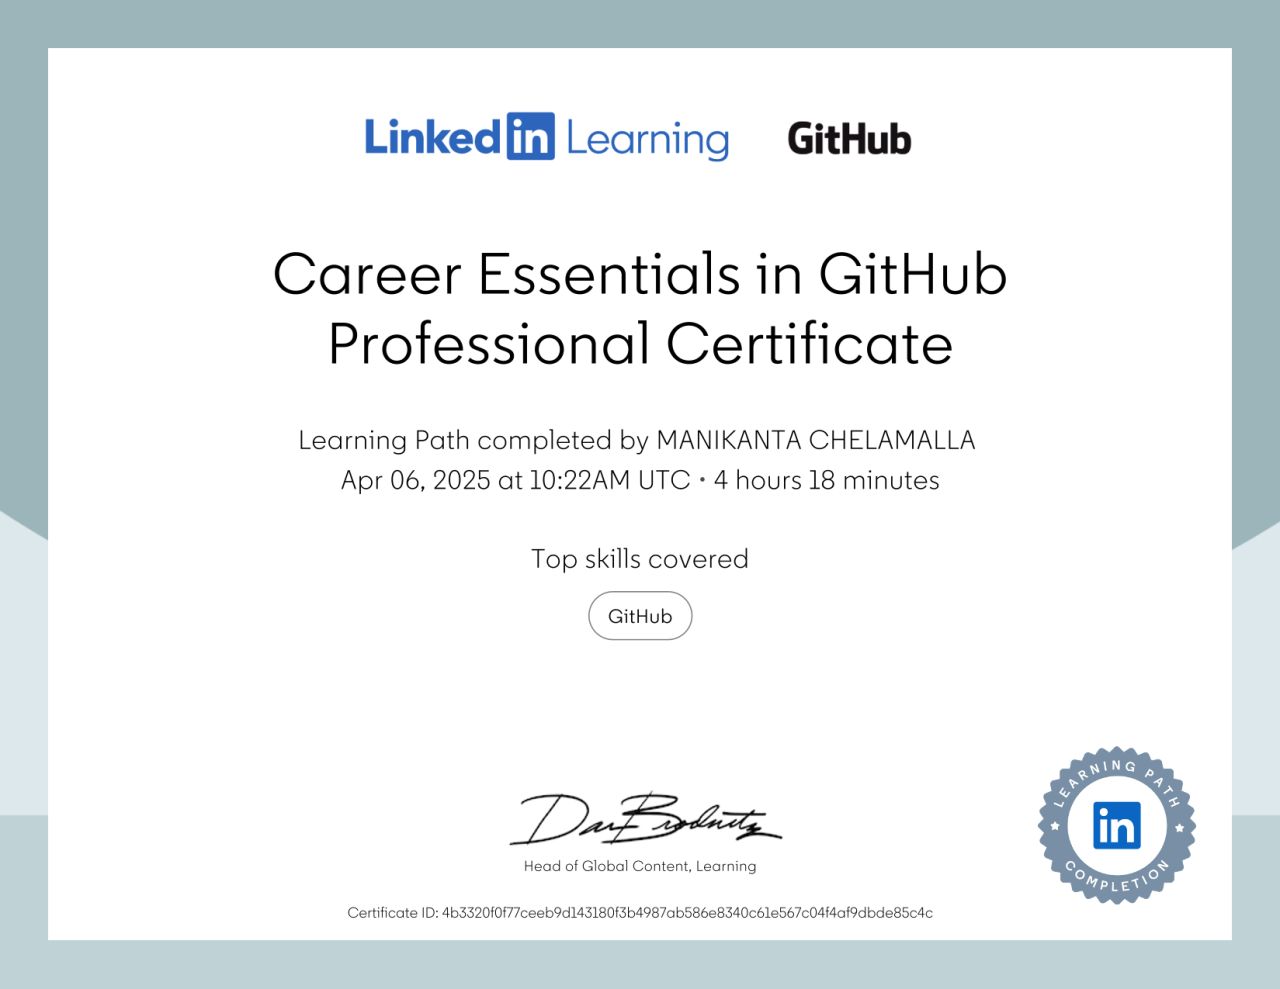 Linkedin Learning GitHub
Career Essentials in GitHub
Professional Certificate
Learning Path completed by MANIKANTA CHELAMALLA
Apr 06, 2025 at 10:22AM UTC • 4 hours 18 minutes
Top skills covered
GitHub
Dan Brodnitz
Head of Global Content, Learning
LEARNING PATH
in
COMPLETION
Certificate ID: 4b3320f0f77ceeb9d143180f3b4987ab586e8340c61e567c04f4af9dbde85c4c